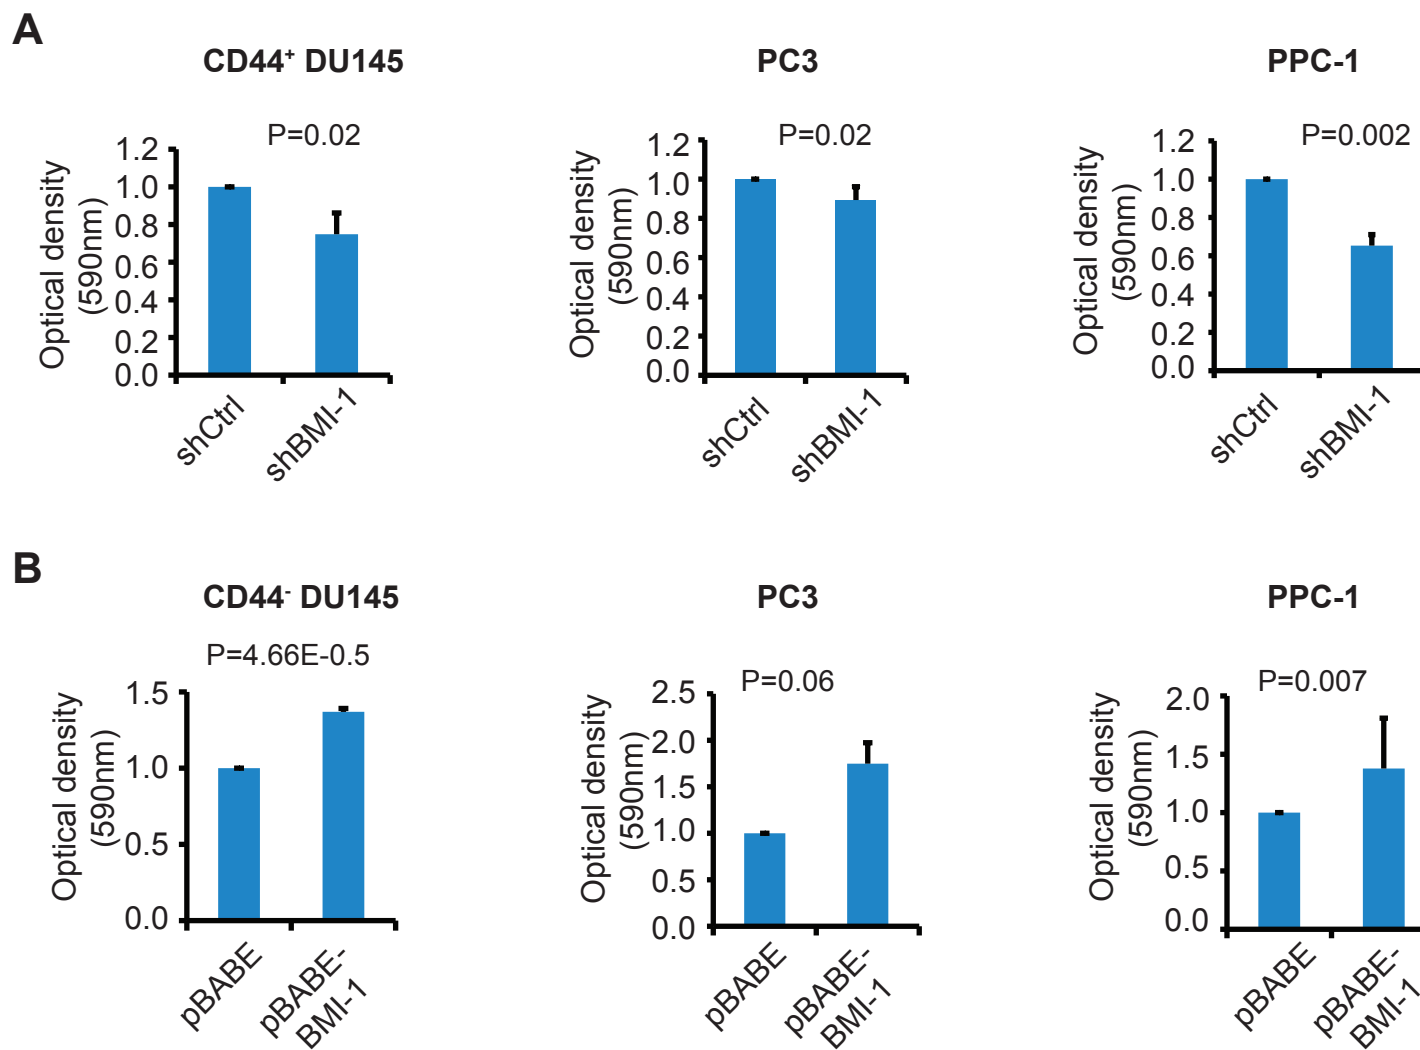 A
CD44+ DU145
PC3
PPC-1
P=0.02
P=0.02
P=0.002
Optical density
(590nm)
1.2
1.0
0.8
0.6
0.4
0.2
0.0
shCtrl
shBMI-1
Optical density
(590nm)
1.2
1.0
0.8
0.6
0.4
0.2
0.0
shCtrl
shBMI-1
Optical density
(590nm)
1.2
1.0
0.8
0.6
0.4
0.2
0.0
shCtrl
shBMI-1
B
CD44- DU145
PC3
PPC-1
P=4.66E-0.5
P=0.06
P=0.007
Optical density
(590nm)
1.5
1.0
0.5
0.0
pBABE
pBABE-
BMI-1
Optical density
(590nm)
2.5
2.0
1.5
1.0
0.5
0.0
pBABE
pBABE-
BMI-1
Optical density
(590nm)
2.0
1.5
1.0
0.5
0.0
pBABE
pBABE-
BMI-1